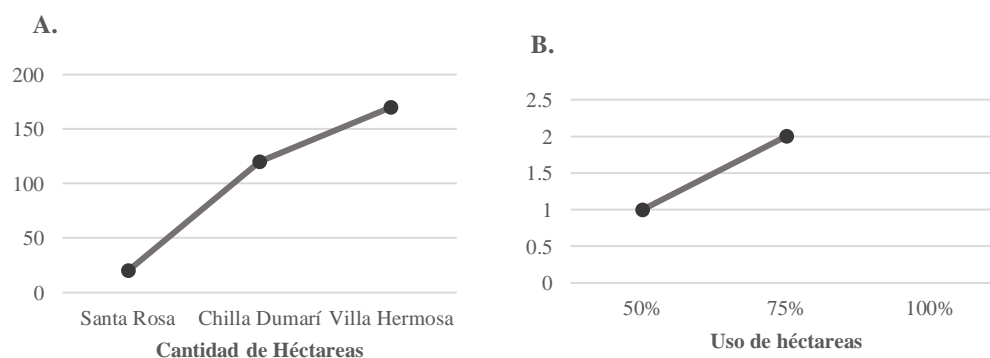 A.
200
150
100
50
0
Santa Rosa Chilla Dumarí Villa Hermosa
Cantidad de Héctareas
B.
2.5
2
1.5
1
0.5
0
50% 75% 100%
Uso de héctareas